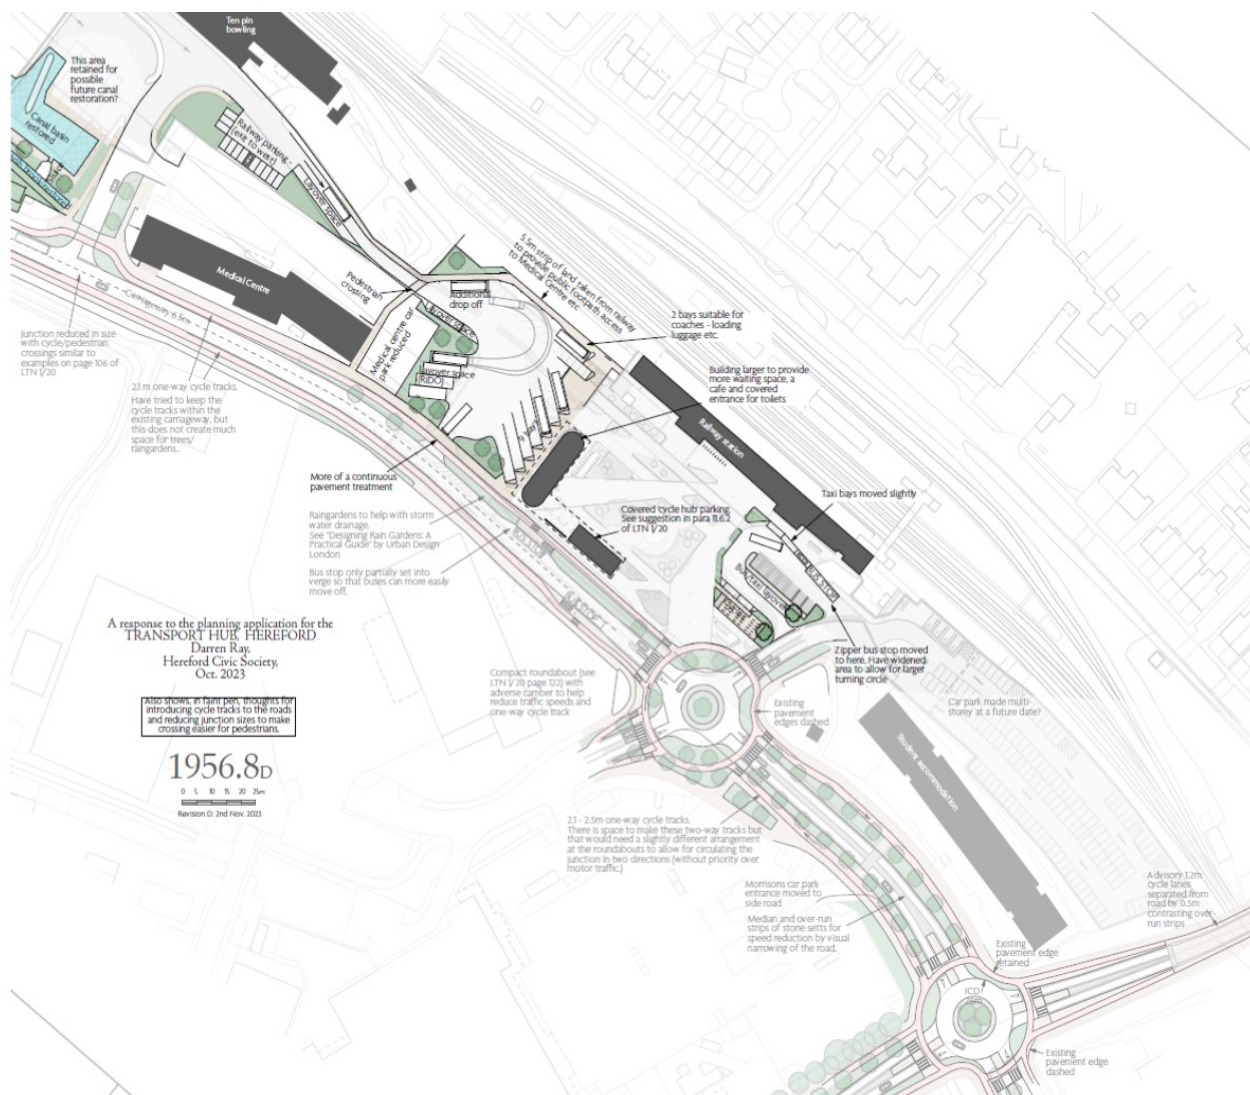 Ten pin
bowling
This area
retained for
possible
future canal
restoration?
Canal basin
restored
Railway parking -
(exit to west)
Layover space
Medical Centre
Carriageway 6.5m
Pedestrian
crossing
Additional
drop off
Layover space
Medical centre car
park reduced
Layover space
(RIDO)
5.5m strip of land taken from railway
to provide public footpath access
to Medical Centre etc
2 bays suitable for
coaches - loading
luggage etc.
Building larger to provide
more waiting space, a
cafe and covered
entrance for toilets
Railway station
Junction reduced in size
with cycle/pedestrian
crossings similar to
examples on page 106 of
LTN 1/20
2.1 m one-way cycle tracks.
Have tried to keep the
cycle tracks within the
existing carriageway, but
this does not create much
space for trees/
raingardens..
More of a continuous
pavement treatment
Raingardens to help with storm
water drainage.
See "Designing Rain Gardens: A
Practical Guide" by Urban Design
London
Bus stop only partially set into
verge so that buses can more easily
move off.
BUS STOP
BUS STOP
Covered cycle hub parking.
See suggestion in para 11.6.2
of LTN 1/20
Taxi bays moved slightly
BUS STOP
Bus/taxi layover
Zipper bus stop moved
to here. Have widened
area to allow for larger
turning circle
A response to the planning application for the
TRANSPORT HUB, HEREFORD
Darren Ray,
Hereford Civic Society,
Oct. 2023
Also shows, in faint pen, thoughts for
introducing cycle tracks to the roads
and reducing junction sizes to make
crossing easier for pedestrians.
1956.8D
0 5 10 15 20 25m
Revision D: 2nd Nov. 2023
Compact roundabout (see
LTN 1/20 page 122) with
adverse camber to help
reduce traffic speeds and
one-way cycle track
Existing
pavement
edges dashed
Car park made multi-
storey at a future date?
Student accommodation
2.1 - 2.5m one-way cycle tracks.
There is space to make these two-way tracks but
that would need a slightly different arrangement
at the roundabouts to allow for circulating the
junction in two directions (without priority over
motor traffic.)
Morrisons car park
entrance moved to
side road
Median and over-run
strips of stone setts for
speed reduction by visual
narrowing of the road.
Advisory 1.2m
cycle lanes
separated from
road by 0.5m
contrasting over-
run strips
Existing
pavement edge
retained
ICD
Existing
pavement edge
dashed